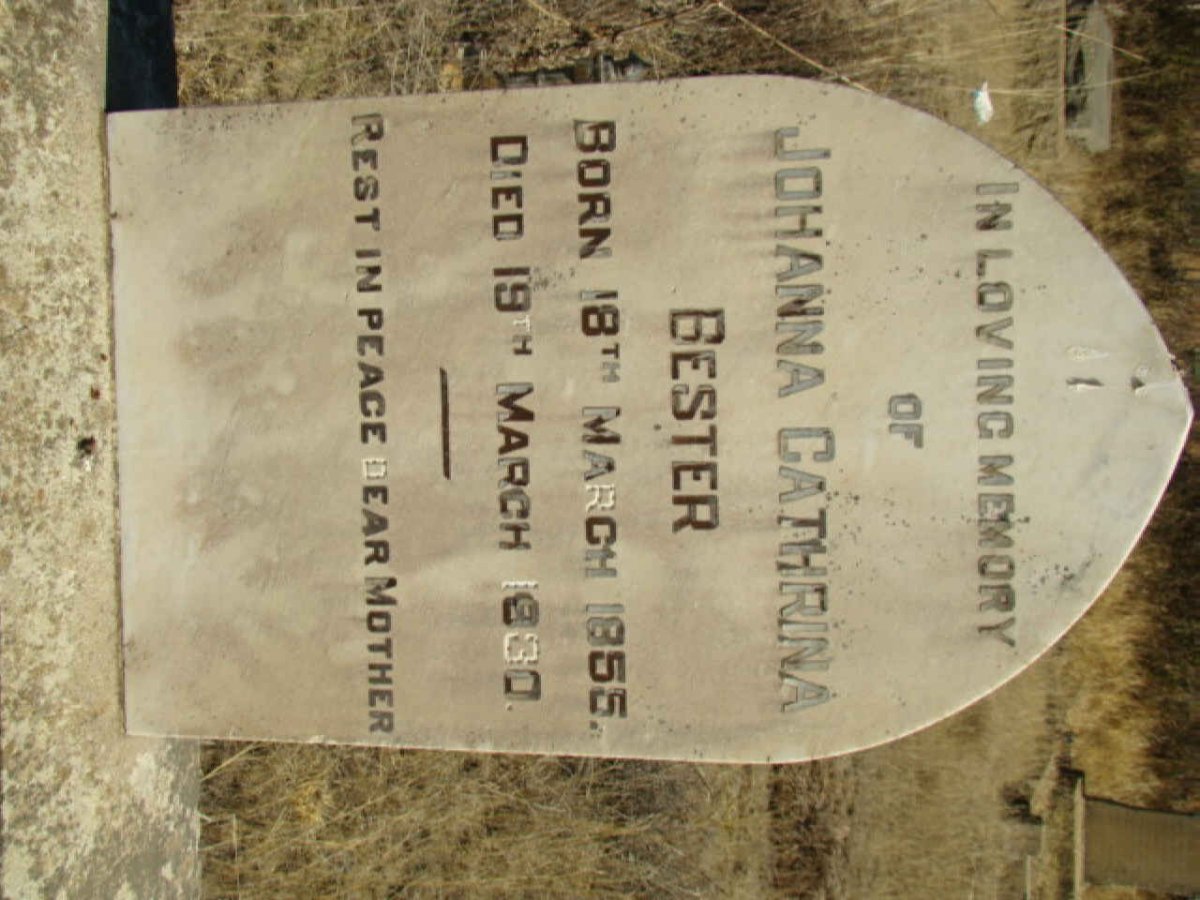 IN LOVING MEMORY
OF
JOHANNA CATHRINA
BESTER
BORN 18TH MARCH 1855.
DIED 19TH MARCH 1930.
REST IN PEACE DEAR MOTHER